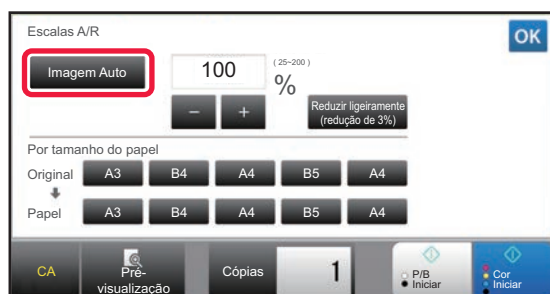 Escalas A/R
OK
Imagem Auto
100
( 25~200 )
%
Reduzir ligeiramente
(redução de 3%)
– +
Por tamanho do papel
Original A3 B4 A4 B5 A4
Papel A3 B4 A4 B5 A4
CA
Pré-
visualização
Cópias
1
P/B
Iniciar
Cor
Iniciar